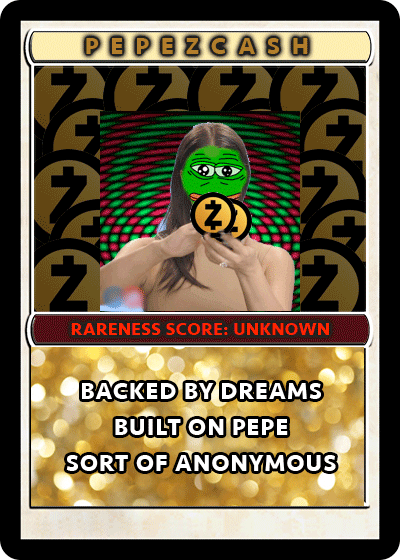 PEPEZCASH
RARENESS SCORE: UNKNOWN
BACKED BY DREAMS
BUILT ON PEPE
SORT OF ANONYMOUS